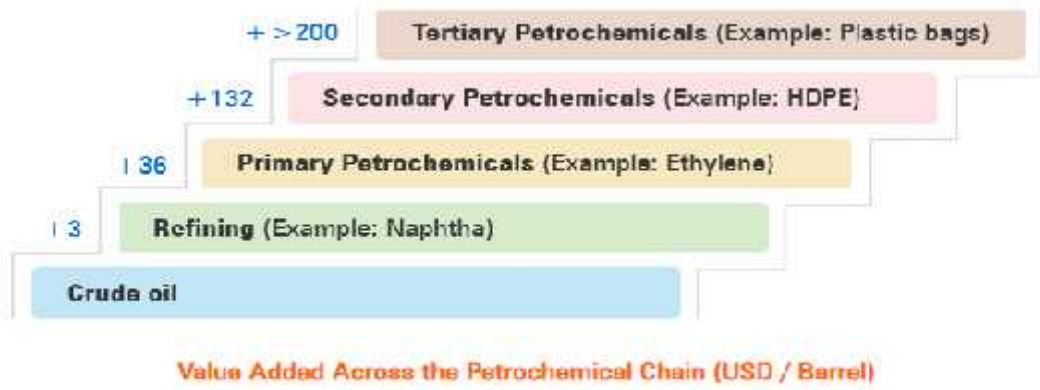 + > 200
Tertiary Petrochemicals (Example: Plastic bags)
+132
Secondary Petrochemicals (Example: HDPE)
+36
Primary Petrochemicals (Example: Ethylene)
+3
Refining (Example: Naphtha)
Crude oil
Value Added Across the Petrochemical Chain (USD / Barrel)